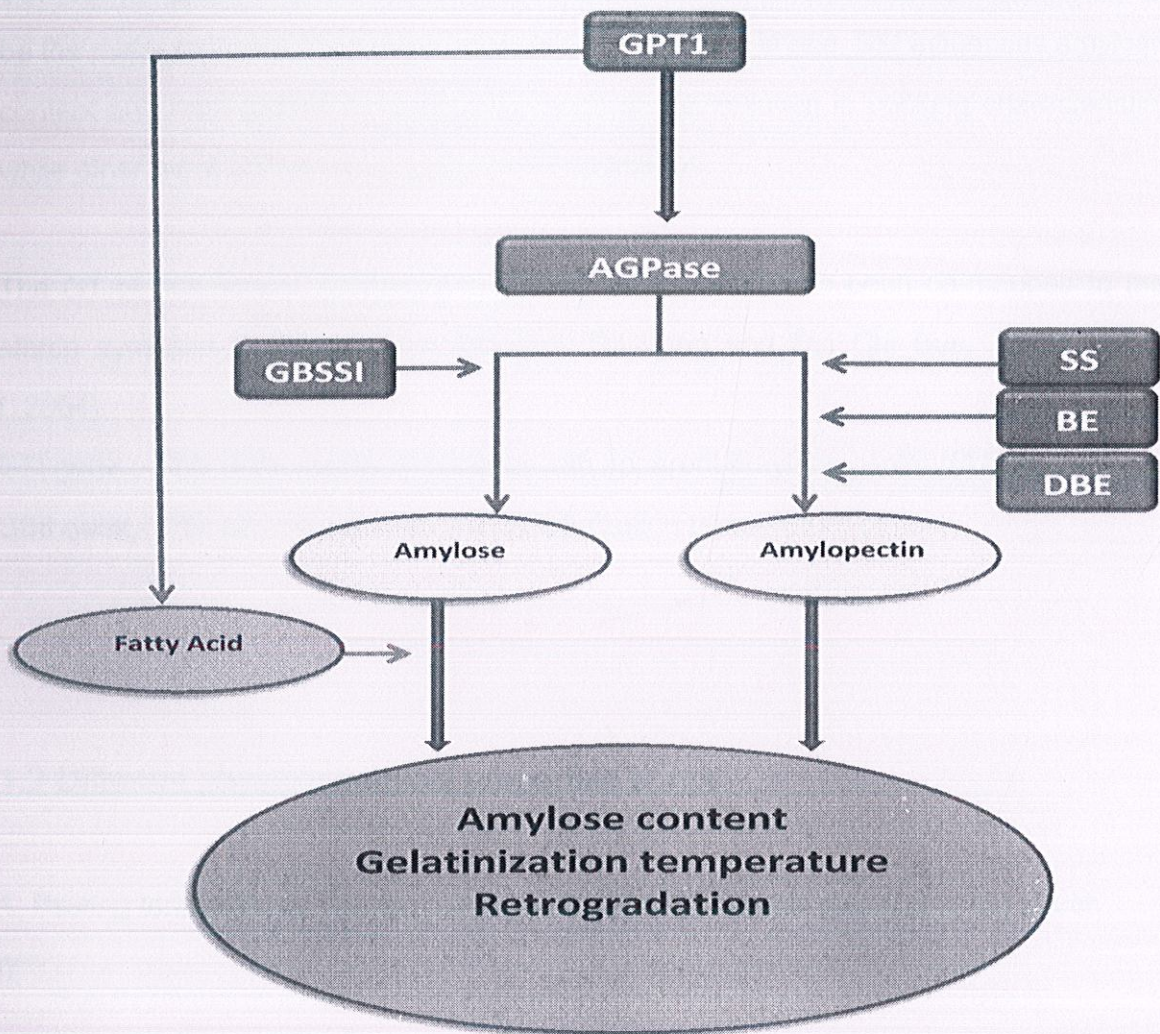 GPT1
AGPase
GBSSI
SS
BE
DBE
Amylose
Amylopectin
Fatty Acid
Amylose content
Gelatinization temperature
Retrogradation